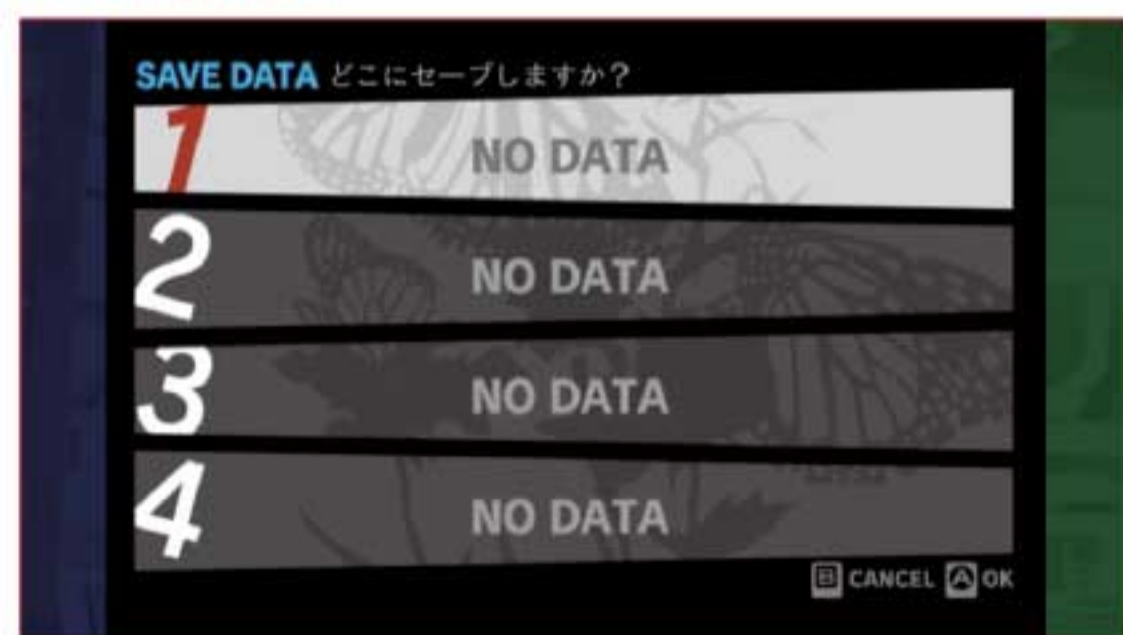 SAVE DATA どこにセーブしますか？
1 NO DATA
2 NO DATA
3 NO DATA
4 NO DATA
B CANCEL A OK